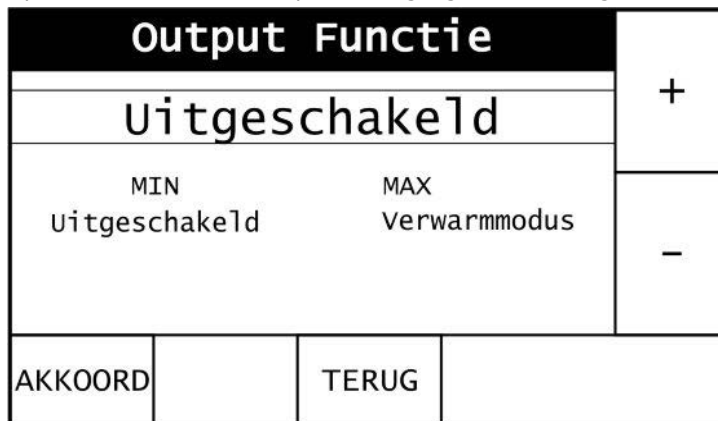 Output Functie
+
Uitgeschakeld
MIN MAX
Uitgeschakeld Verwarmmodus
-
AKKOORD TERUG